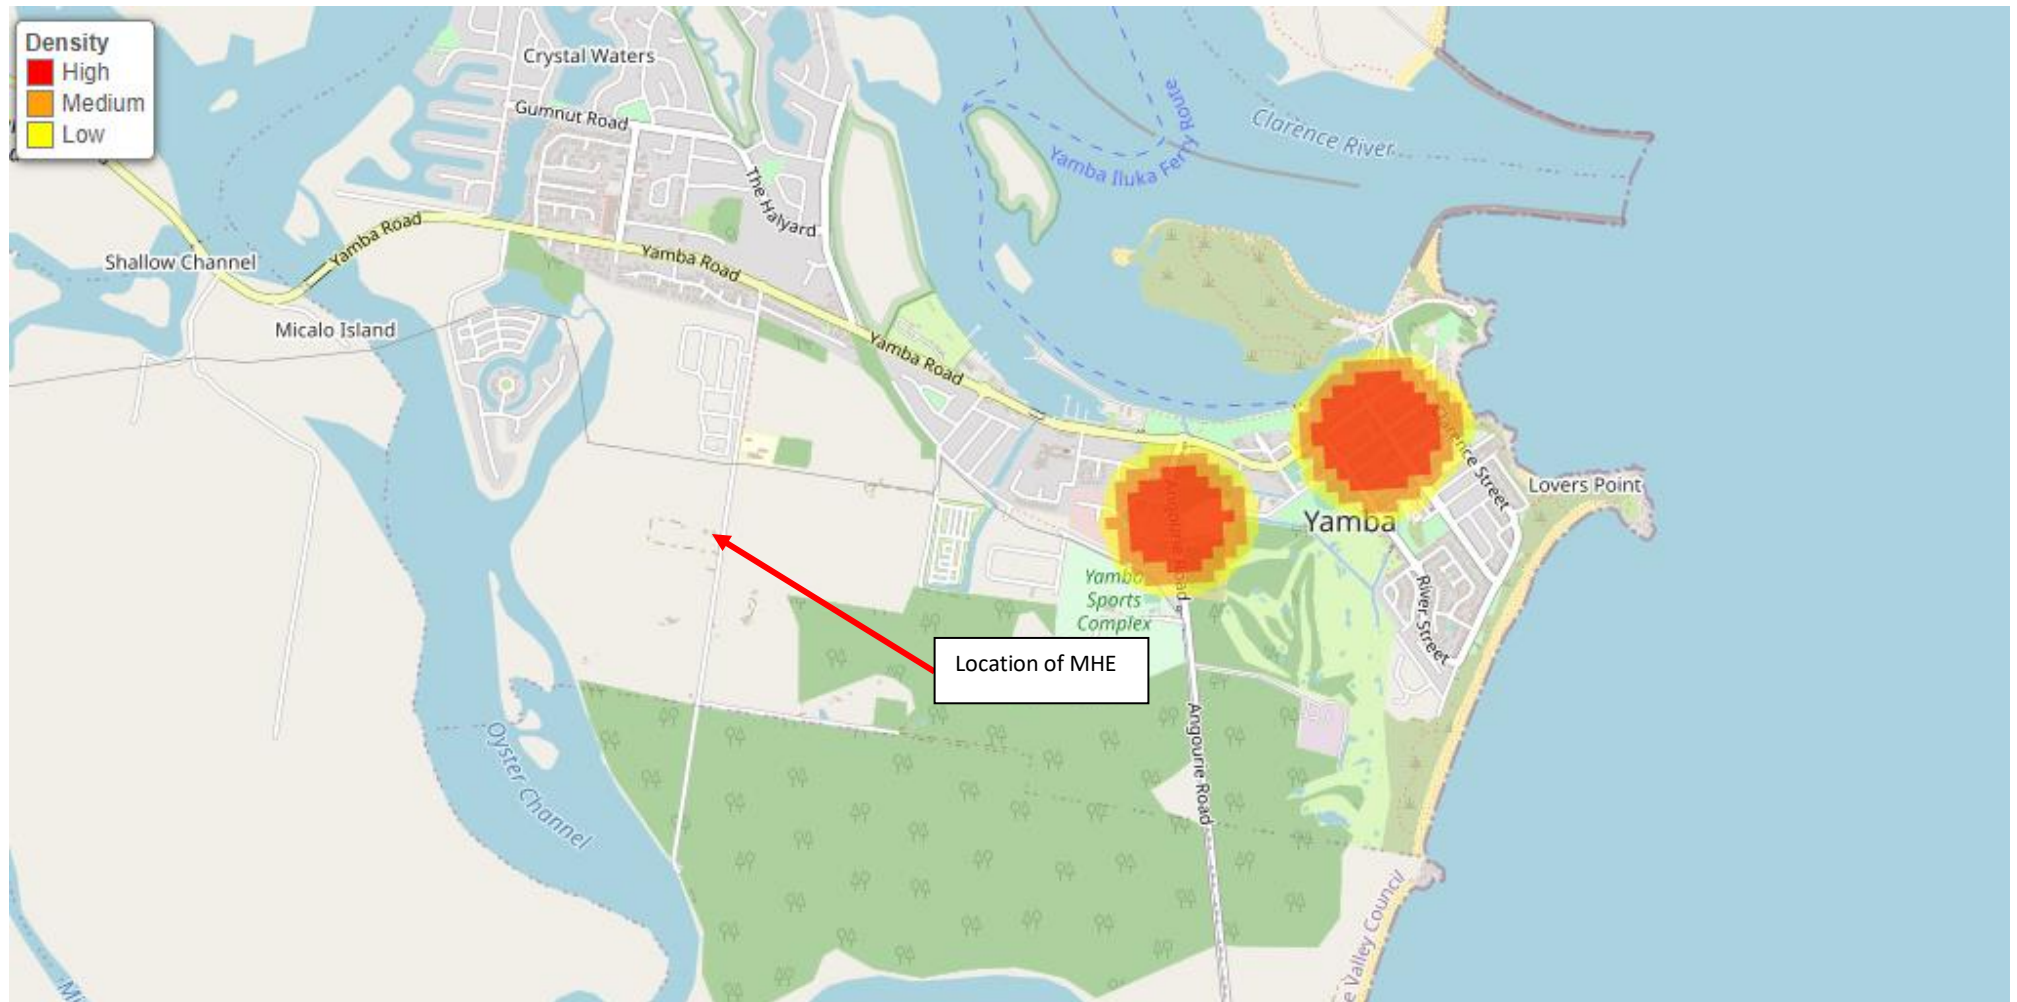 Density
High
Medium
Low
Crystal Waters
Gumnut Road
The Halyard
Yamba Road
Yamba Road
Yamba Road
Shallow Channel
Micalo Island
Yamba Iluka Ferry Route
Clarence River
Clarence Street
Lovers Point
Yamba
River Street
Yamba
Sports
Complex
Location of MHE
Oyster Channel
Angourie Road
Valley Council